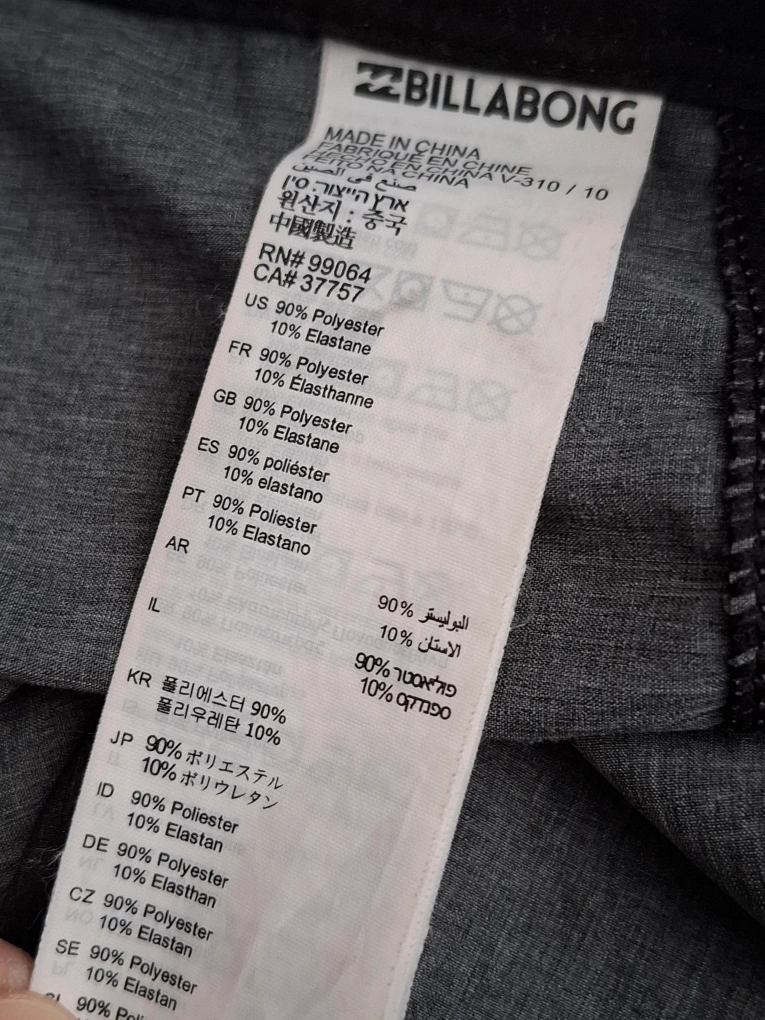 BILLABONG
MADE IN CHINA
FABRIQUÉ EN CHINE
HECHO EN CHINA V-310 / 10
FEITO NA CHINA
صنع في الصين
ארץ הייצור: סין
원산지 : 중국
中國製造
RN# 99064
CA# 37757
US 90% Polyester
10% Elastane
FR 90% Polyester
10% Élasthanne
GB 90% Polyester
10% Elastane
ES 90% poliéster
10% elastano
PT 90% Poliester
10% Elastano
AR
90% البوليستر
10% الاستان
IL
90% פוליאסטר
10% ספנדקס
KR 폴리에스터 90%
폴리우레탄 10%
JP 90% ポリエステル
10% ポリウレタン
ID 90% Poliester
10% Elastan
DE 90% Polyester
10% Elasthan
CZ 90% Polyester
10% Elastan
SE 90% Polyester
10% Elastan
90%